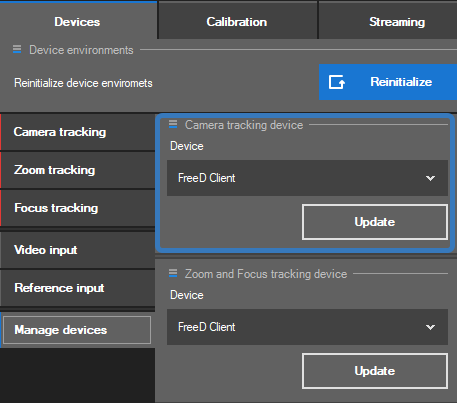 Devices
Calibration
Streaming
Device environments
Reinitialize device enviromets
Reinitialize
Camera tracking
Zoom tracking
Focus tracking
Video input
Reference input
Manage devices
Camera tracking device
Device
FreeD Client
Update
Zoom and Focus tracking device
Device
FreeD Client
Update